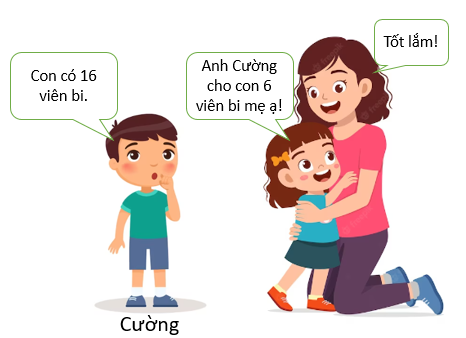 Con có 16
viên bi.
Anh Cường
cho con 6
viên bi mẹ ạ!
Tốt lắm!
Cường